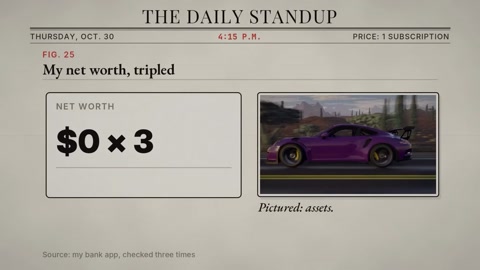 THE DAILY STANDUP
THURSDAY, OCT. 30
4:15 P.M.
PRICE: 1 SUBSCRIPTION
FIG. 25
My net worth, tripled
NET WORTH
$0 × 3
Pictured: assets.
Source: my bank app, checked three times